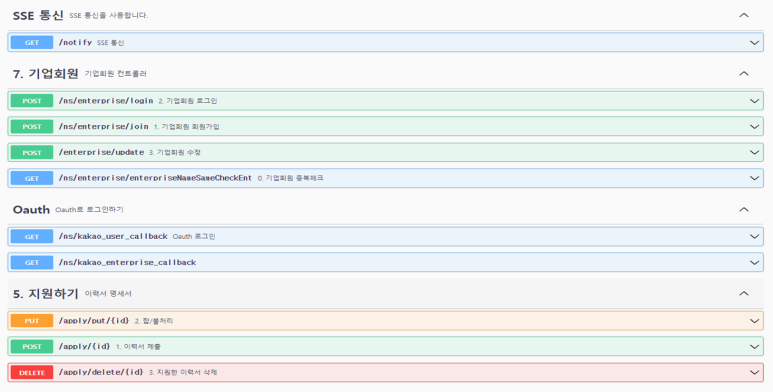 SSE 통신 SSE 통신을 사용합니다.
GET /notify SSE 통신
7. 기업회원 기업회원 컨트롤러
POST /ns/enterprise/login 2. 기업회원 로그인
POST /ns/enterprise/join 1. 기업회원 회원가입
POST /enterprise/update 3. 기업회원 수정
GET /ns/enterprise/enterpriseNameSameCheckEnt 0. 기업회원 중복체크
Oauth Oauth로 로그인하기
GET /ns/kakao_user_callback Oauth 로그인
GET /ns/kakao_enterprise_callback
5. 지원하기 이력서 명세서
PUT /apply/put/{id} 2. 합/불처리
POST /apply/{id} 1. 이력서 제출
DELETE /apply/delete/{id} 3. 지원한 이력서 삭제